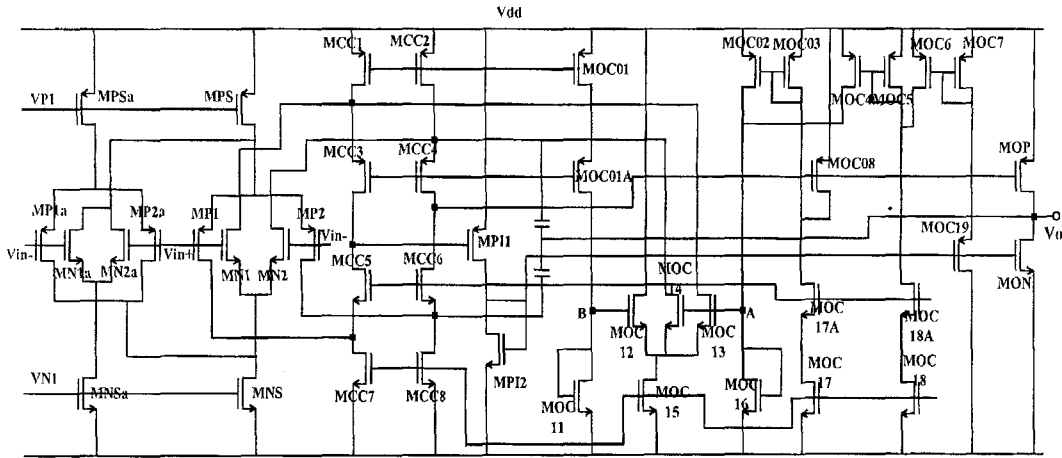 Vdd
MCC1
MCC2
MOC02
MOC03
MOC6
MOC7
MOC01
VP1
MPSa
MPS
MOC4
MOC5
MCC3
MCC4
MOC01A
MOC08
MOP
MP1a
MP2a
MP1
MP2
MOC19
Vo
Vin-
MN1a
MN2a
Vin+
MN1
MN2
Vin-
MPI1
MON
MCC5
MCC6
MOC
14
B
A
MOC
12
MOC
13
MOC
17A
MOC
18A
MPI2
VN1
MNSa
MNS
MCC7
MCC8
MOC
11
MOC
15
MOC
16
MOC
17
MOC
18